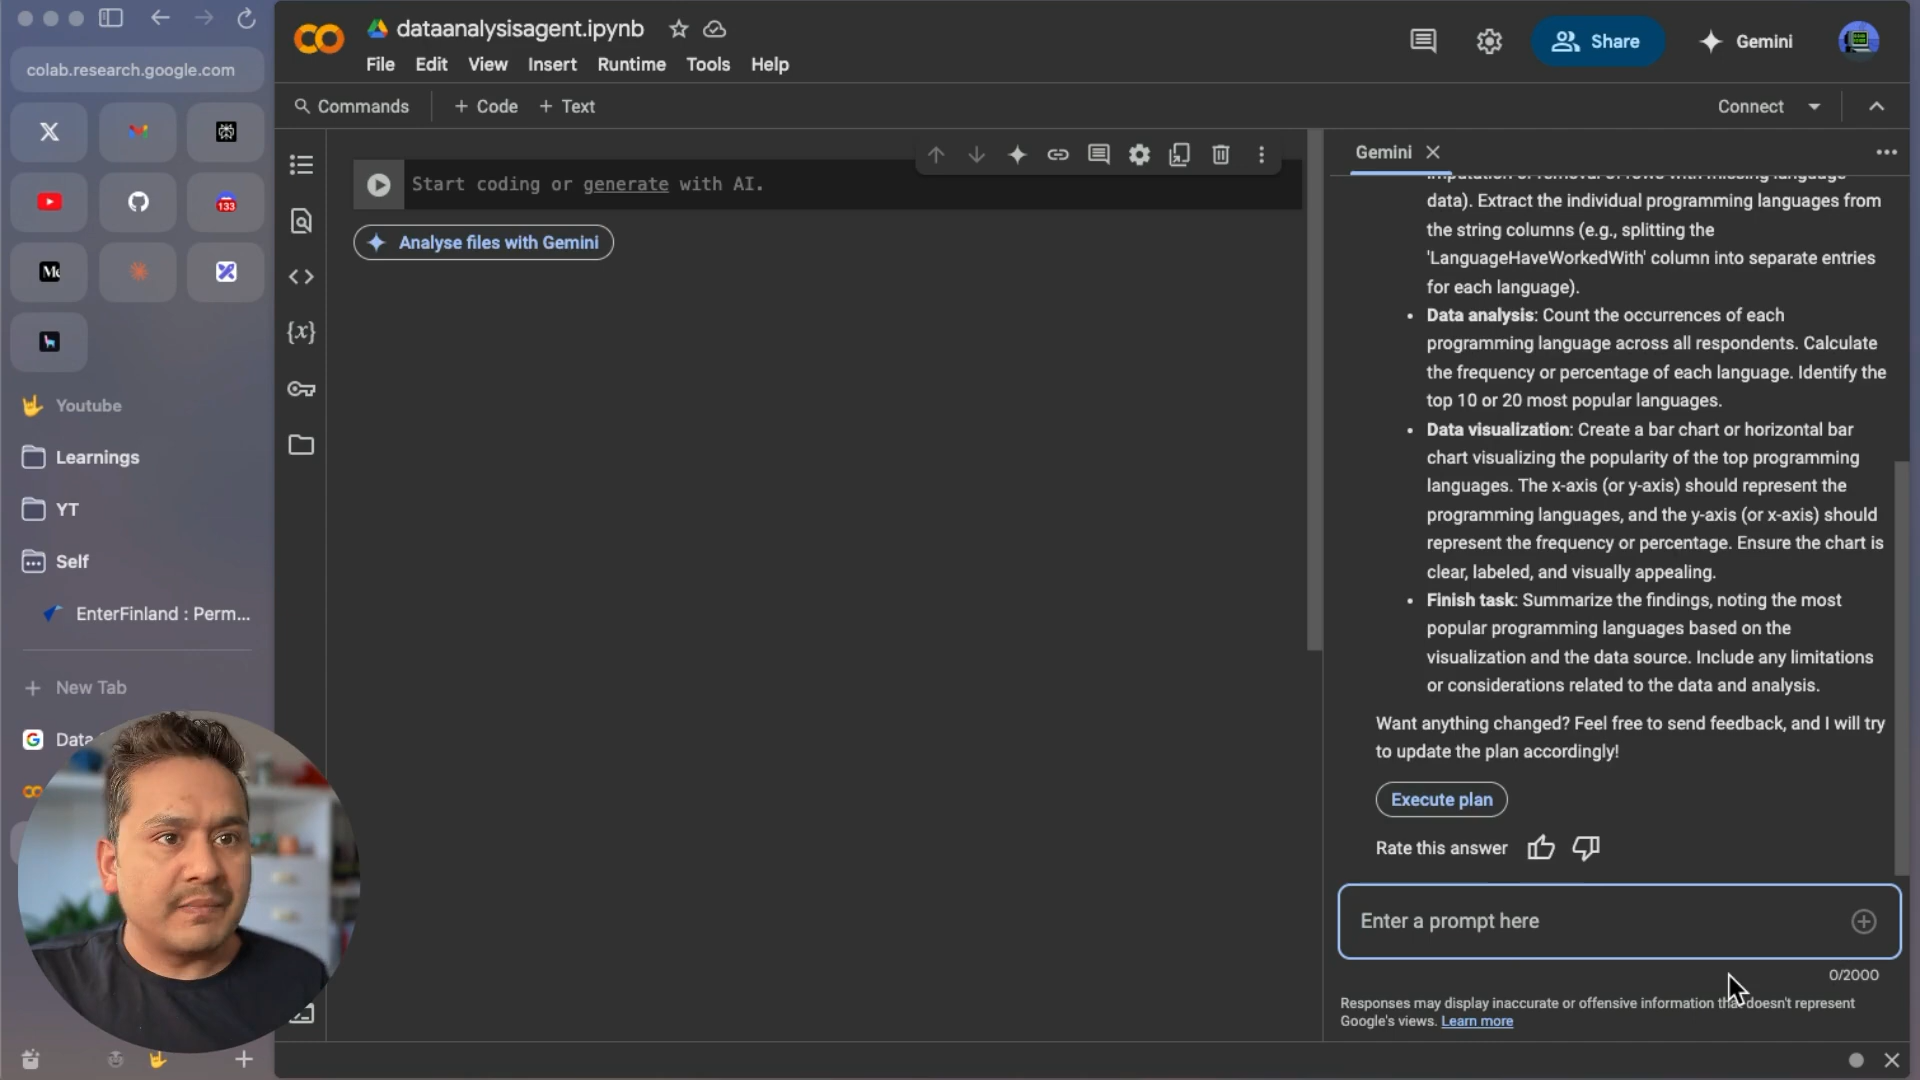 colab.research.google.com
133
Youtube
Learnings
YT
Self
EnterFinland : Perm...
New Tab
Data
dataanalysisagent.ipynb
File Edit View Insert Runtime Tools Help
Share
Gemini
Commands
+ Code + Text
Connect
Start coding or generate with AI.
Analyse files with Gemini
Gemini
data). Extract the individual programming languages from
the string columns (e.g., splitting the
'LanguageHaveWorkedWith' column into separate entries
for each language).
• Data analysis: Count the occurrences of each
programming language across all respondents. Calculate
the frequency or percentage of each language. Identify the
top 10 or 20 most popular languages.
• Data visualization: Create a bar chart or horizontal bar
chart visualizing the popularity of the top programming
languages. The x-axis (or y-axis) should represent the
programming languages, and the y-axis (or x-axis) should
represent the frequency or percentage. Ensure the chart is
clear, labeled, and visually appealing.
• Finish task: Summarize the findings, noting the most
popular programming languages based on the
visualization and the data source. Include any limitations
or considerations related to the data and analysis.
Want anything changed? Feel free to send feedback, and I will try
to update the plan accordingly!
Execute plan
Rate this answer
Enter a prompt here
0/2000
Responses may display inaccurate or offensive information that doesn't represent
Google's views. Learn more